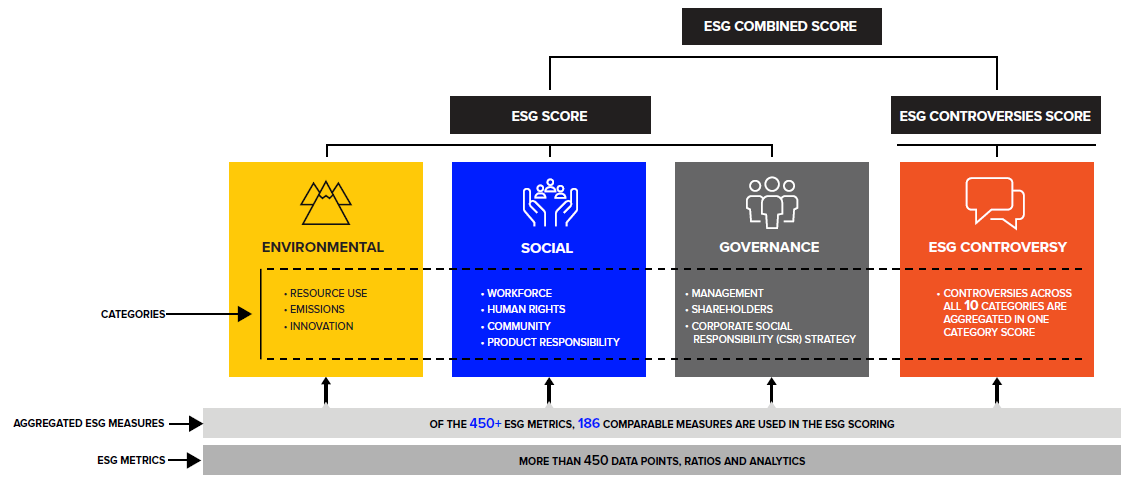 ESG COMBINED SCORE
ESG SCORE
ESG CONTROVERSIES SCORE
ENVIRONMENTAL
SOCIAL
GOVERNANCE
ESG CONTROVERSY
CATEGORIES
• RESOURCE USE
• EMISSIONS
• INNOVATION
• WORKFORCE
• HUMAN RIGHTS
• COMMUNITY
• PRODUCT RESPONSIBILITY
• MANAGEMENT
• SHAREHOLDERS
• CORPORATE SOCIAL
RESPONSIBILITY (CSR) STRATEGY
• CONTROVERSIES ACROSS
ALL 10 CATEGORIES ARE
AGGREGATED IN ONE
CATEGORY SCORE
AGGREGATED ESG MEASURES
OF THE 450+ ESG METRICS, 186 COMPARABLE MEASURES ARE USED IN THE ESG SCORING
ESG METRICS
MORE THAN 450 DATA POINTS, RATIOS AND ANALYTICS